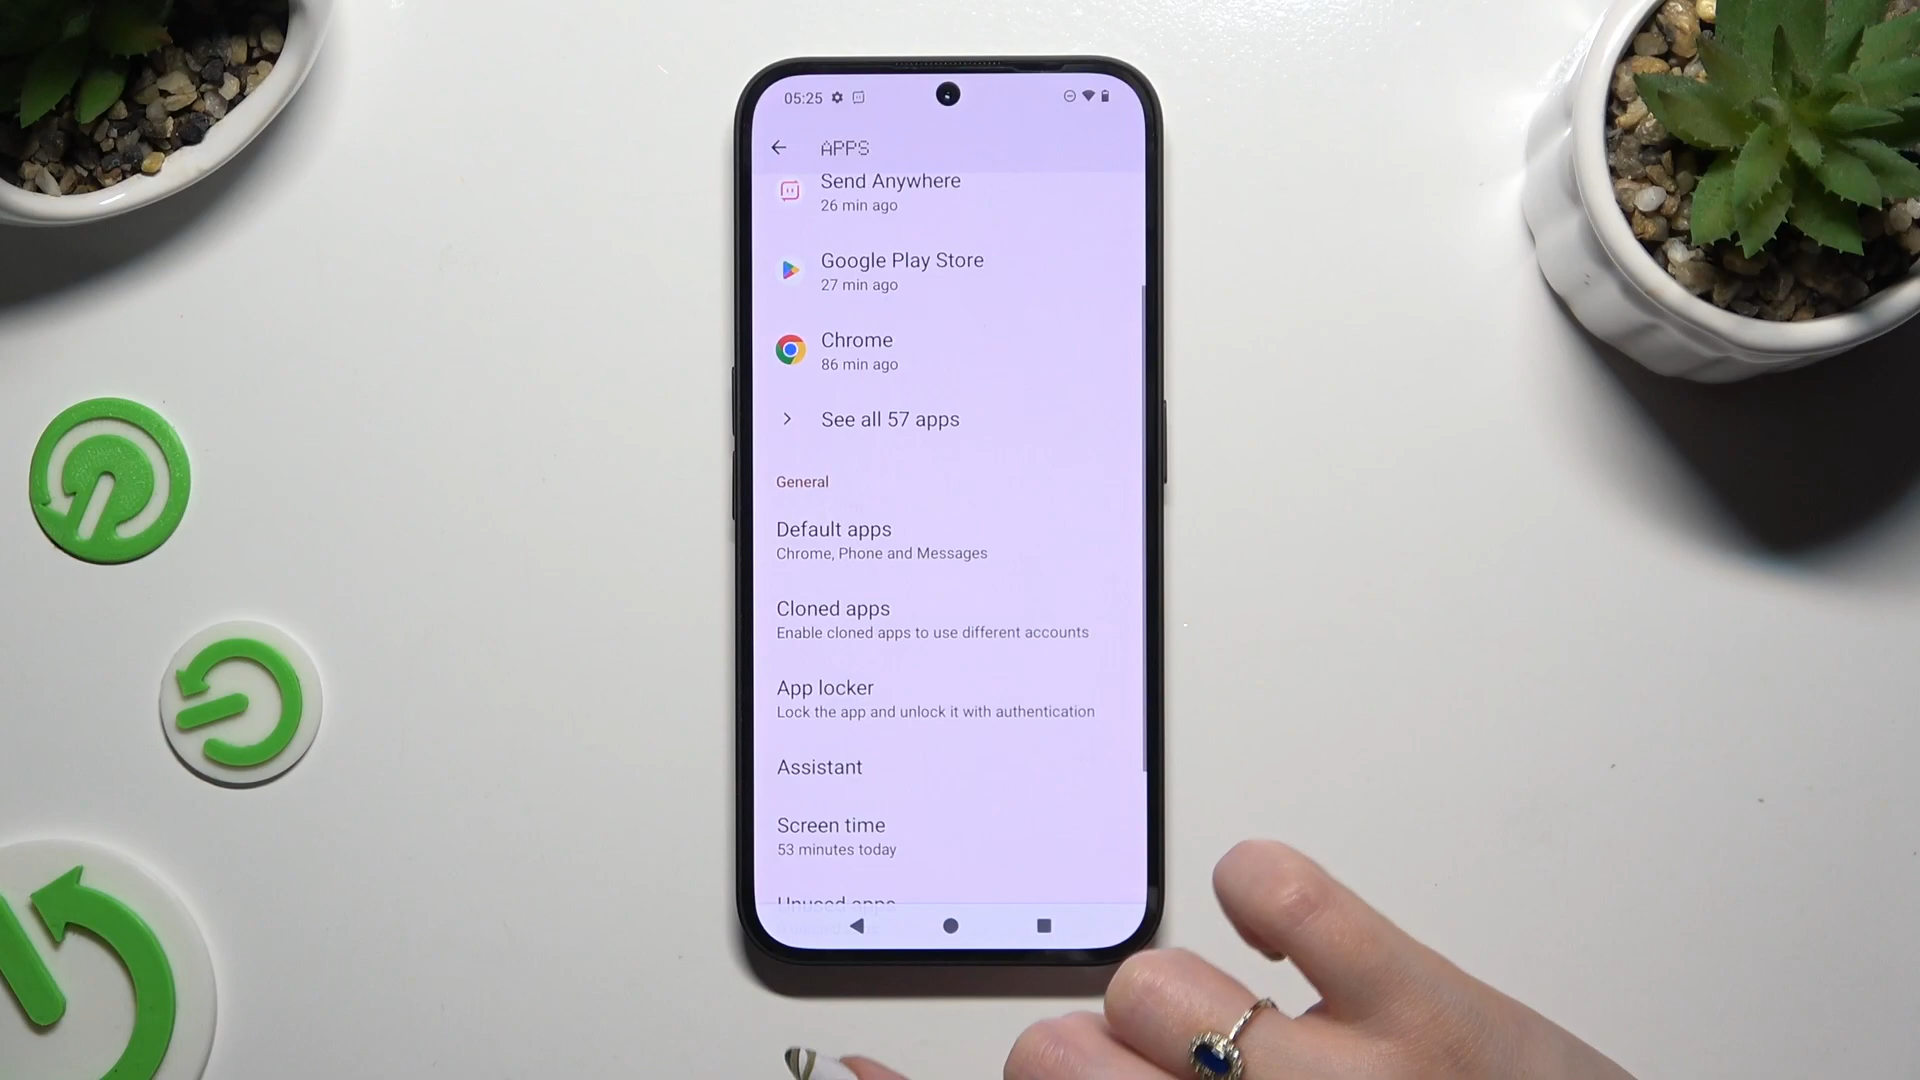 05:25
APPS
Send Anywhere
26 min ago
Google Play Store
27 min ago
Chrome
86 min ago
See all 57 apps
General
Default apps
Chrome, Phone and Messages
Cloned apps
Enable cloned apps to use different accounts
App locker
Lock the app and unlock it with authentication
Assistant
Screen time
53 minutes today
Unused apps